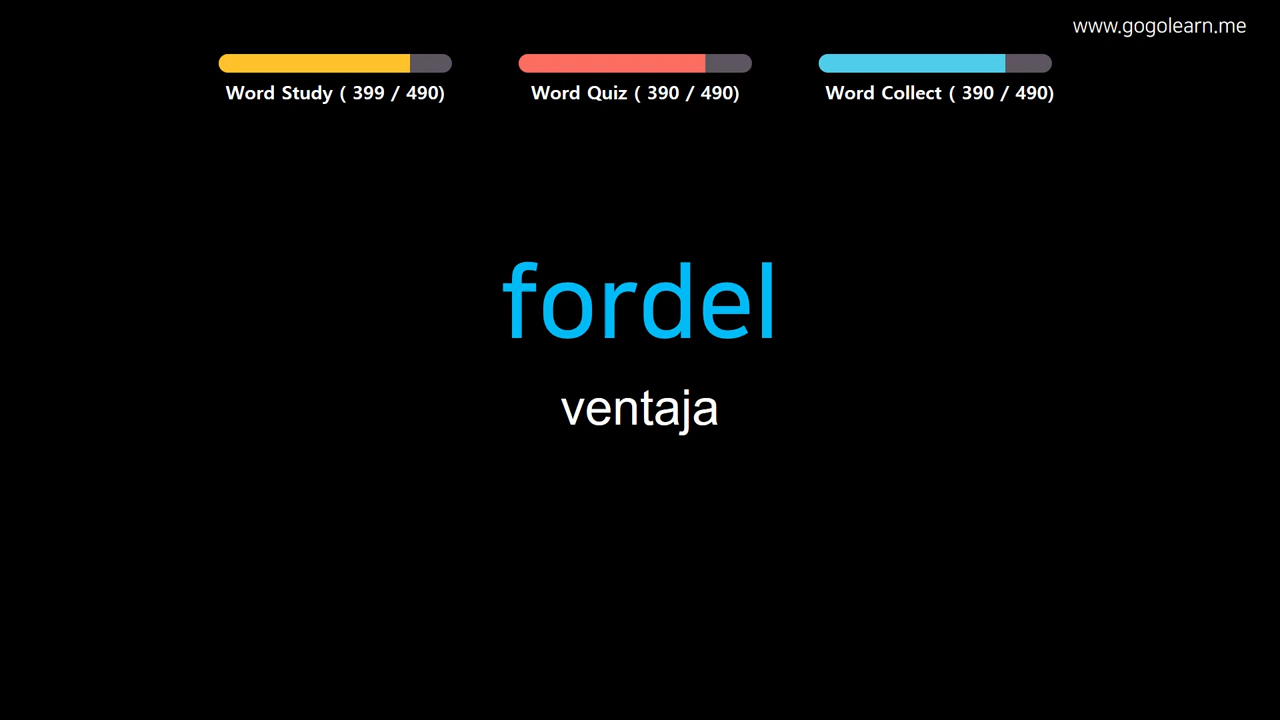 www.gogolearn.me
Word Study ( 399 / 490)
Word Quiz ( 390 / 490)
Word Collect ( 390 / 490)
fordel
ventaja